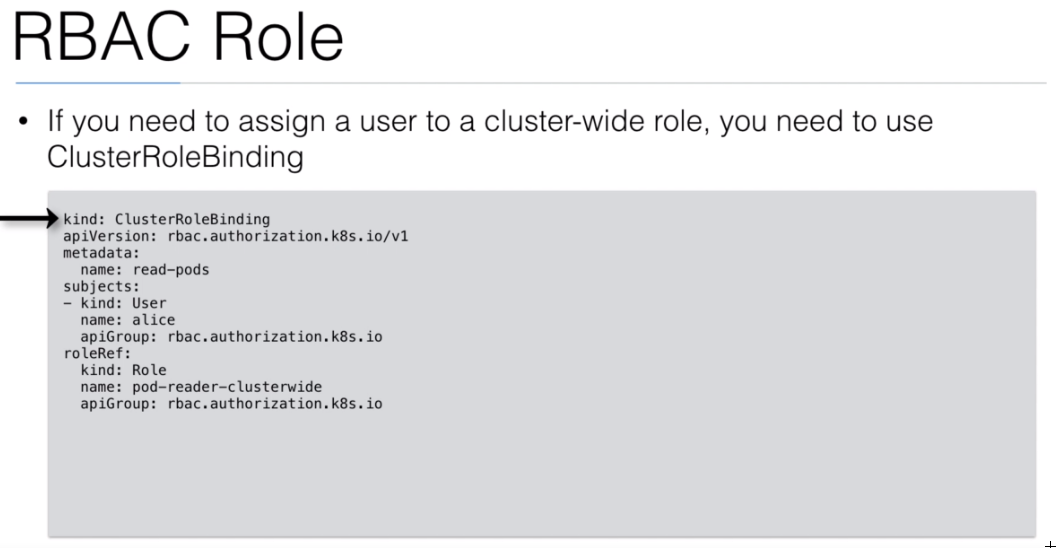 RBAC Role
• If you need to assign a user to a cluster-wide role, you need to use
ClusterRoleBinding
kind: ClusterRoleBinding
apiVersion: rbac.authorization.k8s.io/v1
metadata:
  name: read-pods
subjects:
- kind: User
  name: alice
  apiGroup: rbac.authorization.k8s.io
roleRef:
  kind: Role
  name: pod-reader-clusterwide
  apiGroup: rbac.authorization.k8s.io